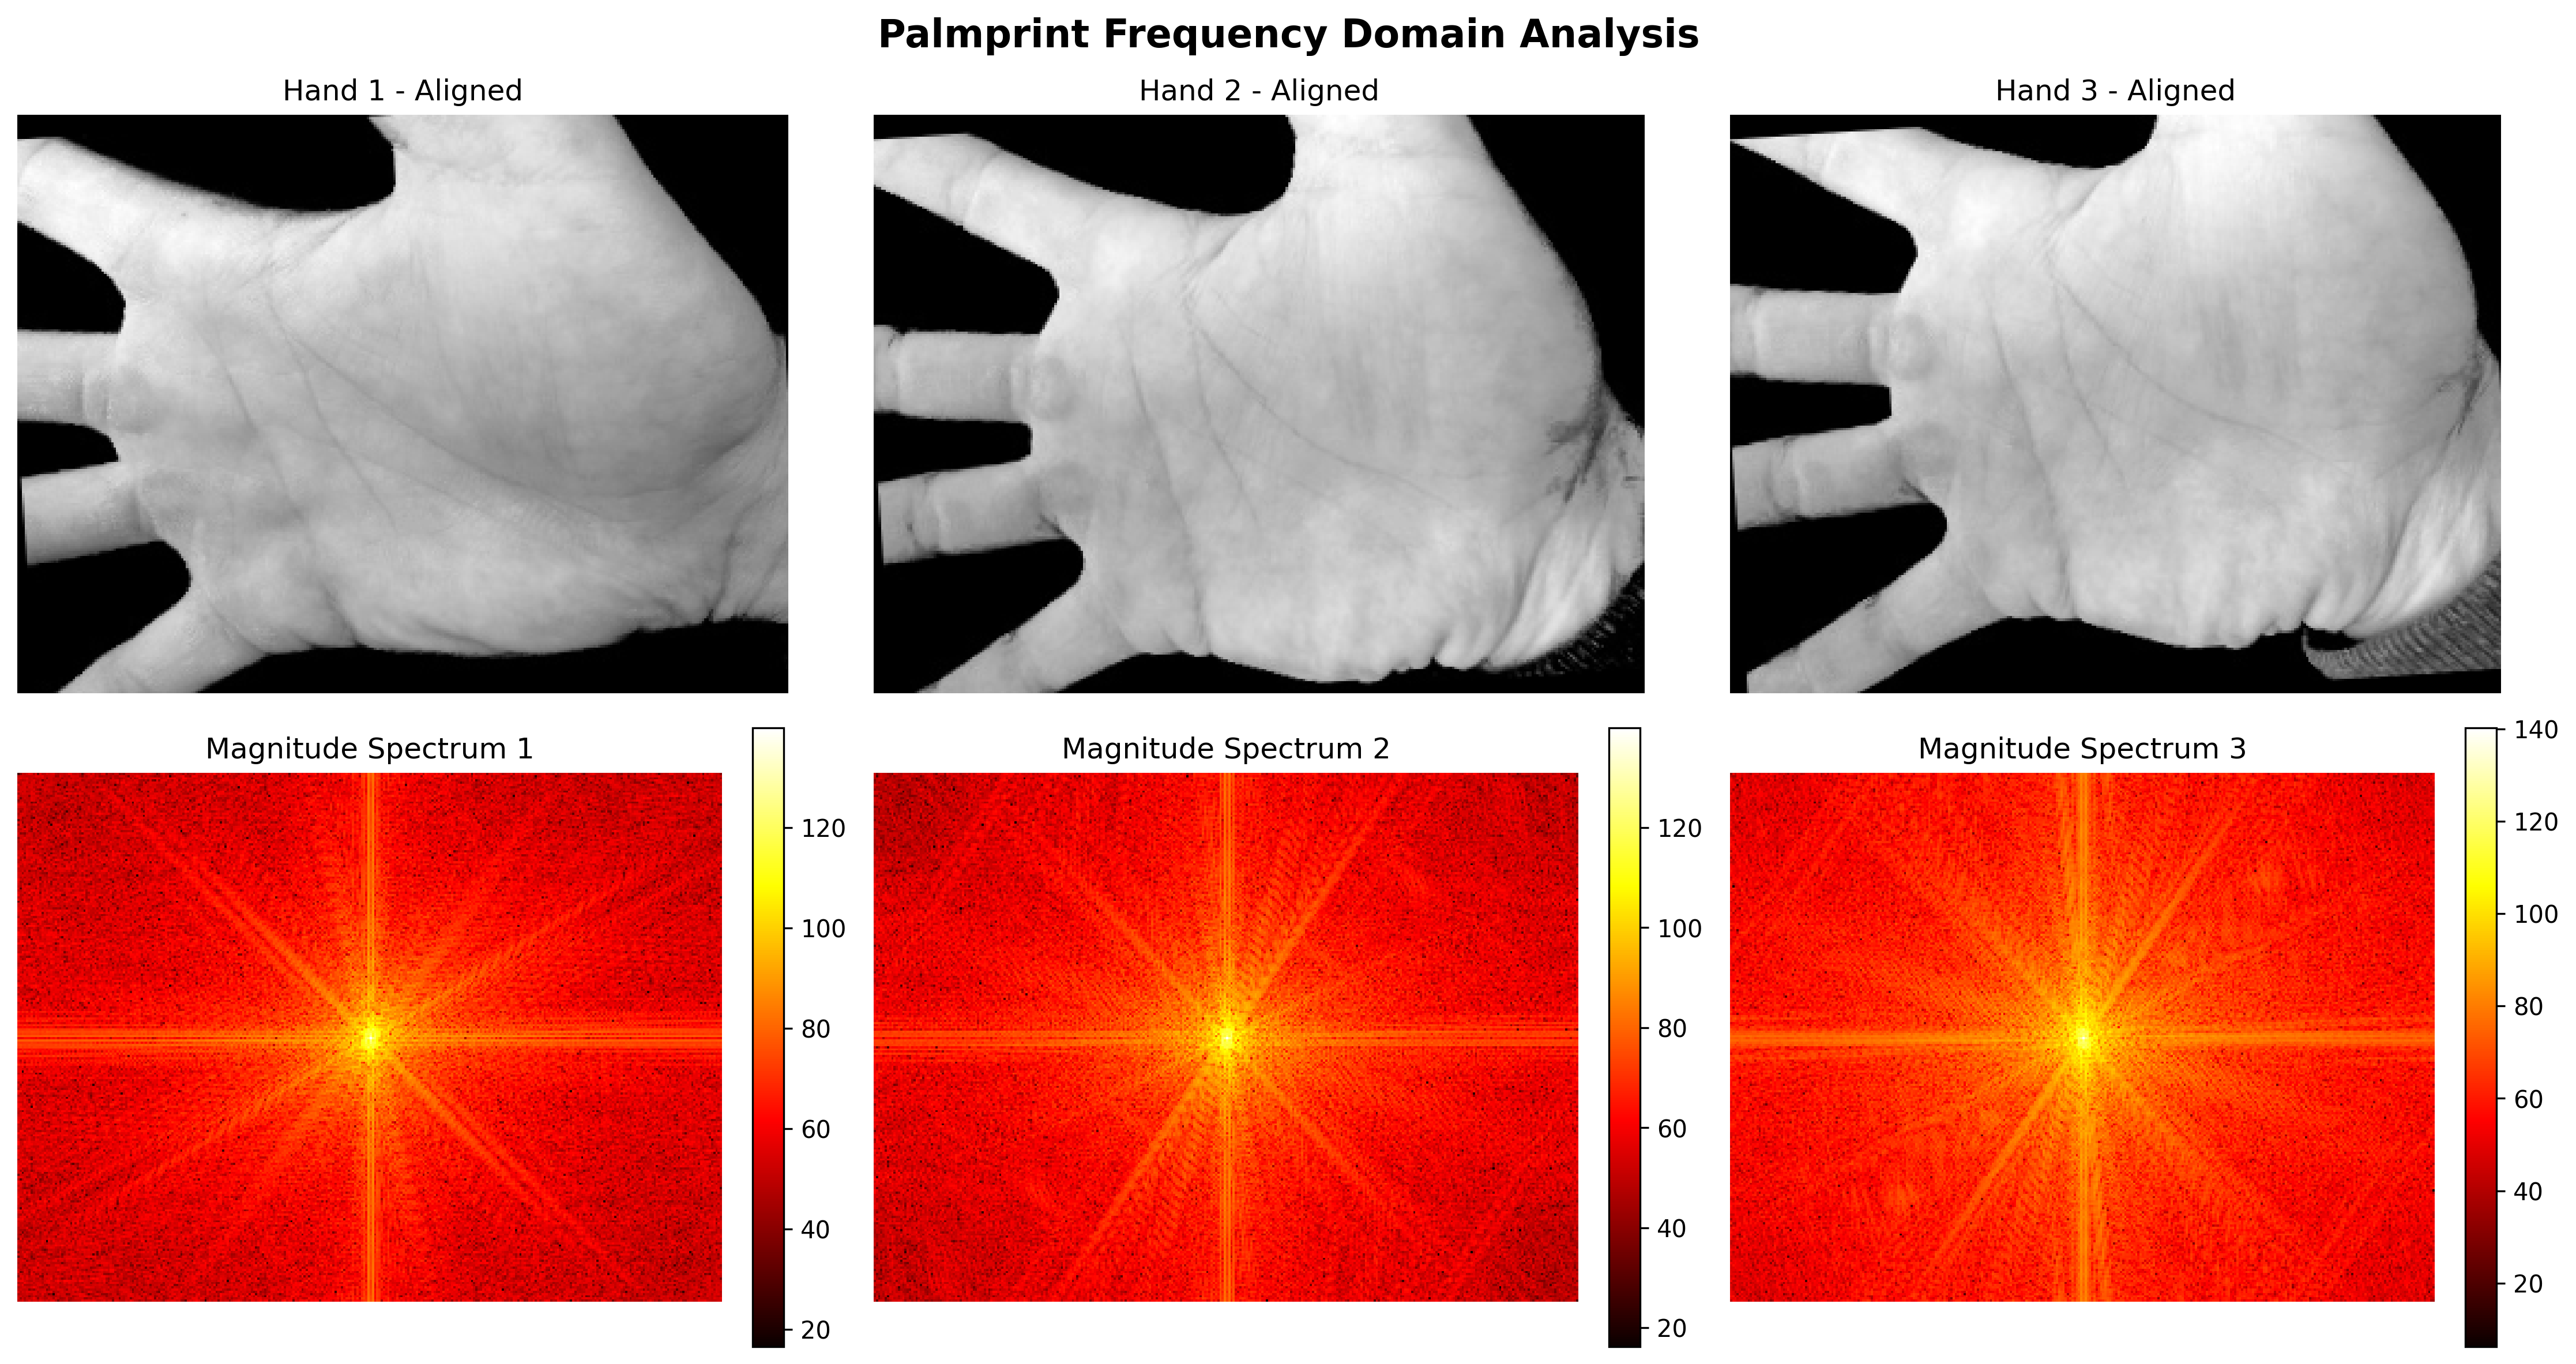 Palmprint Frequency Domain Analysis
Hand 1 - Aligned
Hand 2 - Aligned
Hand 3 - Aligned
Magnitude Spectrum 1
120
100
80
60
40
20
Magnitude Spectrum 2
120
100
80
60
40
20
Magnitude Spectrum 3
140
120
100
80
60
40
20